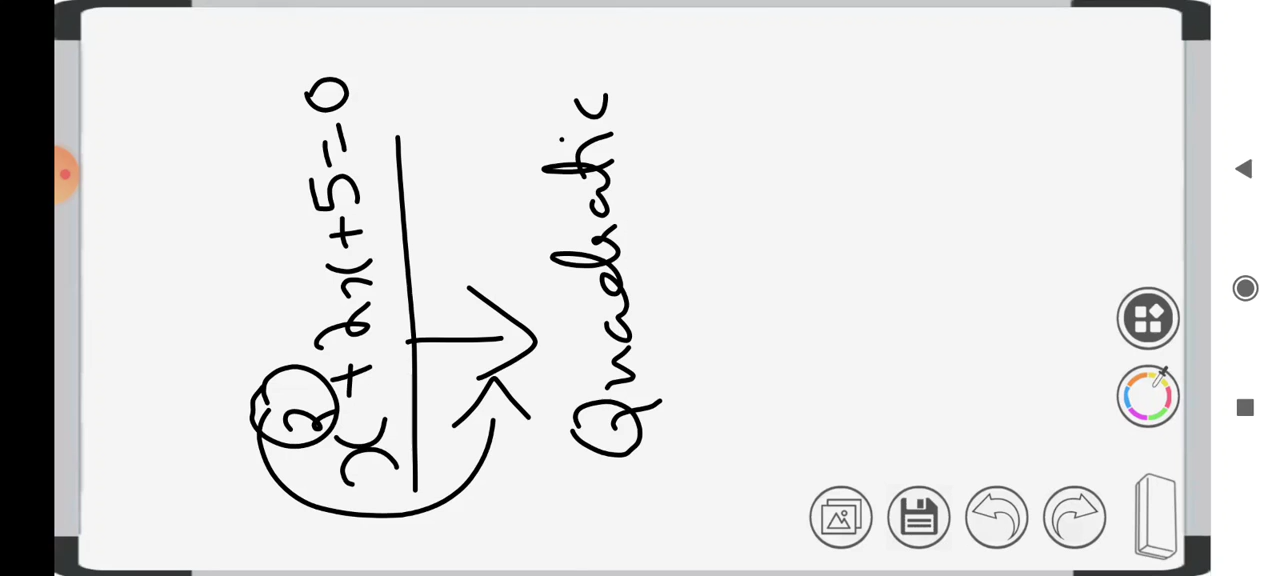 x² + 2x + 5 = 0
Quadratic